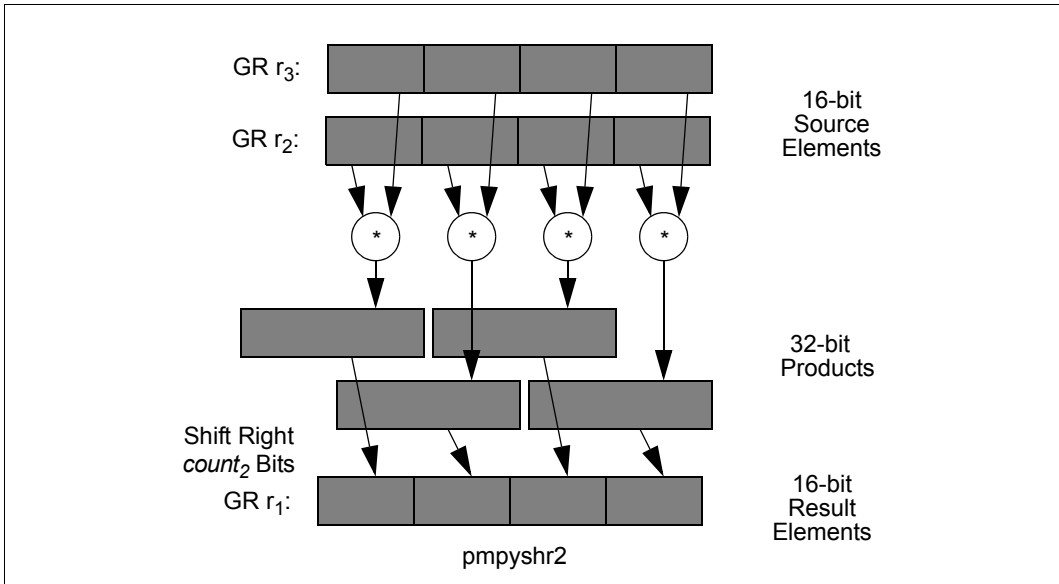 GR r3:
16-bit
Source
Elements
GR r2:
* * * *
32-bit
Products
Shift Right
count2 Bits
GR r1:
16-bit
Result
Elements
pmpyshr2